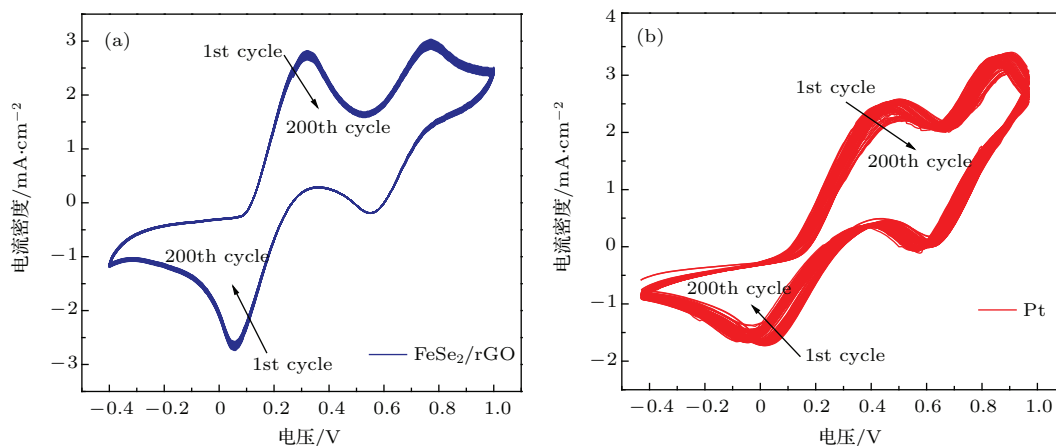 (a)
1st cycle
200th cycle
200th cycle
1st cycle
FeSe₂/rGO
3
2
1
0
−1
−2
−3
−0.4
−0.2
0
0.2
0.4
0.6
0.8
1.0
电流密度/mA·cm⁻²
电压/V
(b)
1st cycle
200th cycle
200th cycle
1st cycle
Pt
4
3
2
1
0
−1
−2
−0.4
−0.2
0
0.2
0.4
0.6
0.8
1.0
电流密度/mA·cm⁻²
电压/V